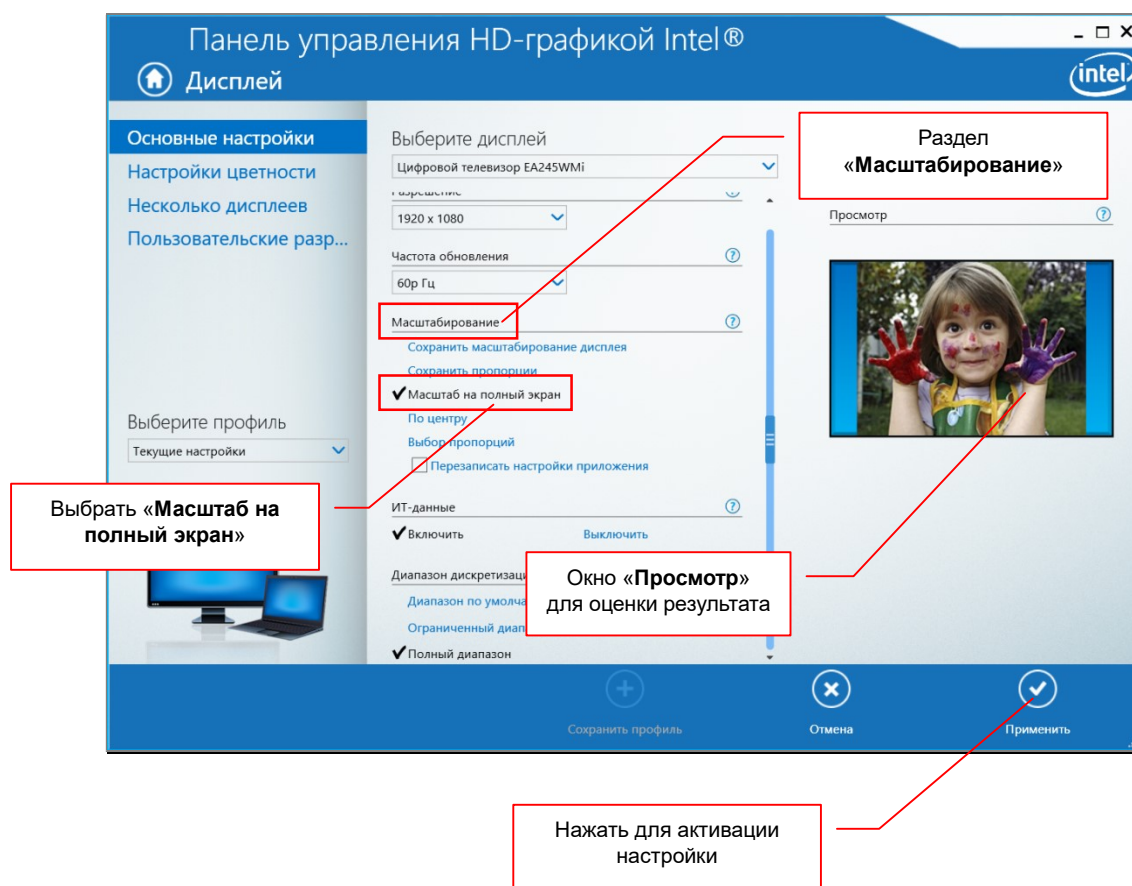 Панель управления HD-графикой Intel®
Дисплей
intel
Основные настройки
Настройки цветности
Несколько дисплеев
Пользовательские разр...
Выберите профиль
Текущие настройки
Выберите дисплей
Цифровой телевизор EA245WMi
Разрешение
1920 x 1080
Частота обновления
60p Гц
Масштабирование
Сохранить масштабирование дисплея
Сохранить пропорции
Масштаб на полный экран
По центру
Выбор пропорций
Перезаписать настройки приложения
ИТ-данные
Включить Выключить
Диапазон дискретизаци
Диапазон по умолча
Ограниченный диап
Полный диапазон
Раздел
«Масштабирование»
Просмотр
Выбрать «Масштаб на
полный экран»
Окно «Просмотр»
для оценки результата
Сохранить профиль
Отмена
Применить
Нажать для активации
настройки